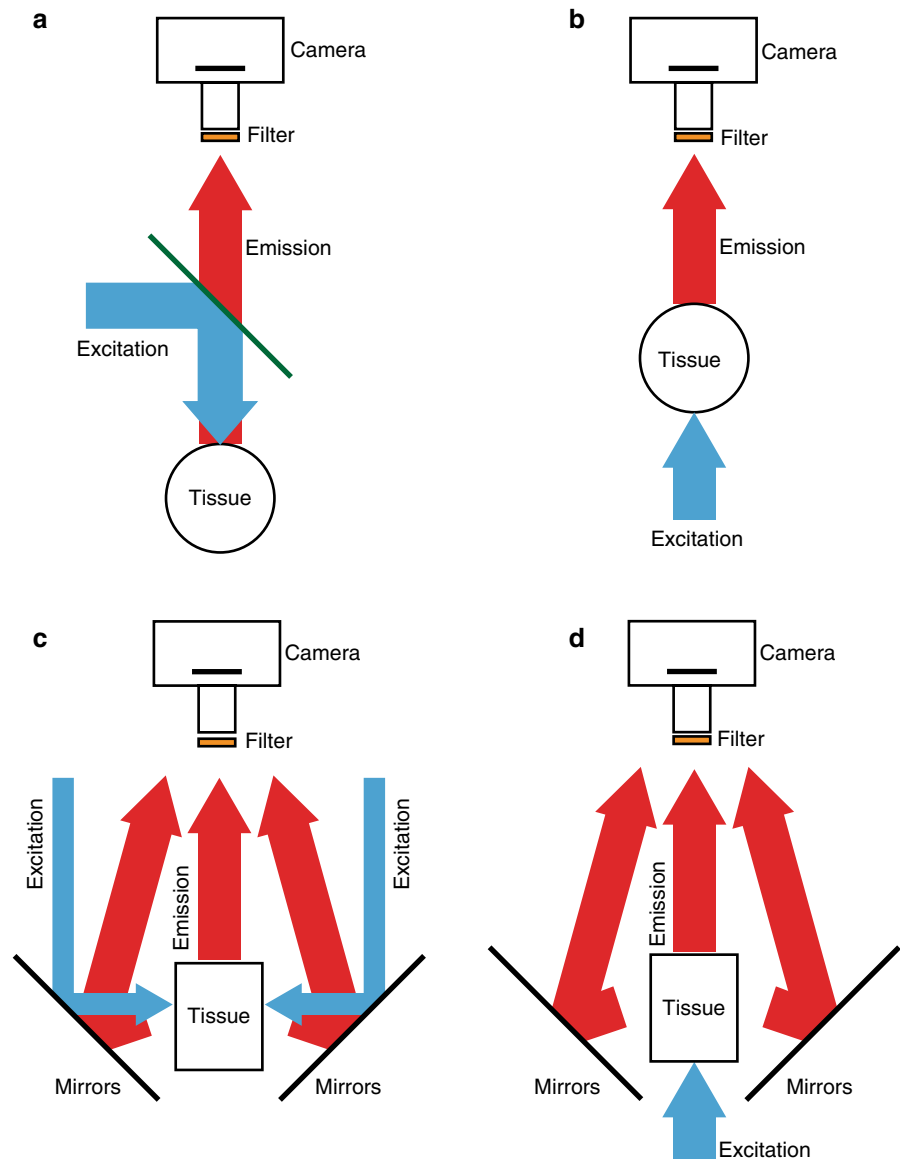 a
Camera
Filter
Emission
Excitation
Tissue
b
Camera
Filter
Emission
Tissue
Excitation
c
Camera
Filter
Excitation
Excitation
Emission
Tissue
Mirrors
Mirrors
d
Camera
Filter
Emission
Tissue
Mirrors
Mirrors
Excitation